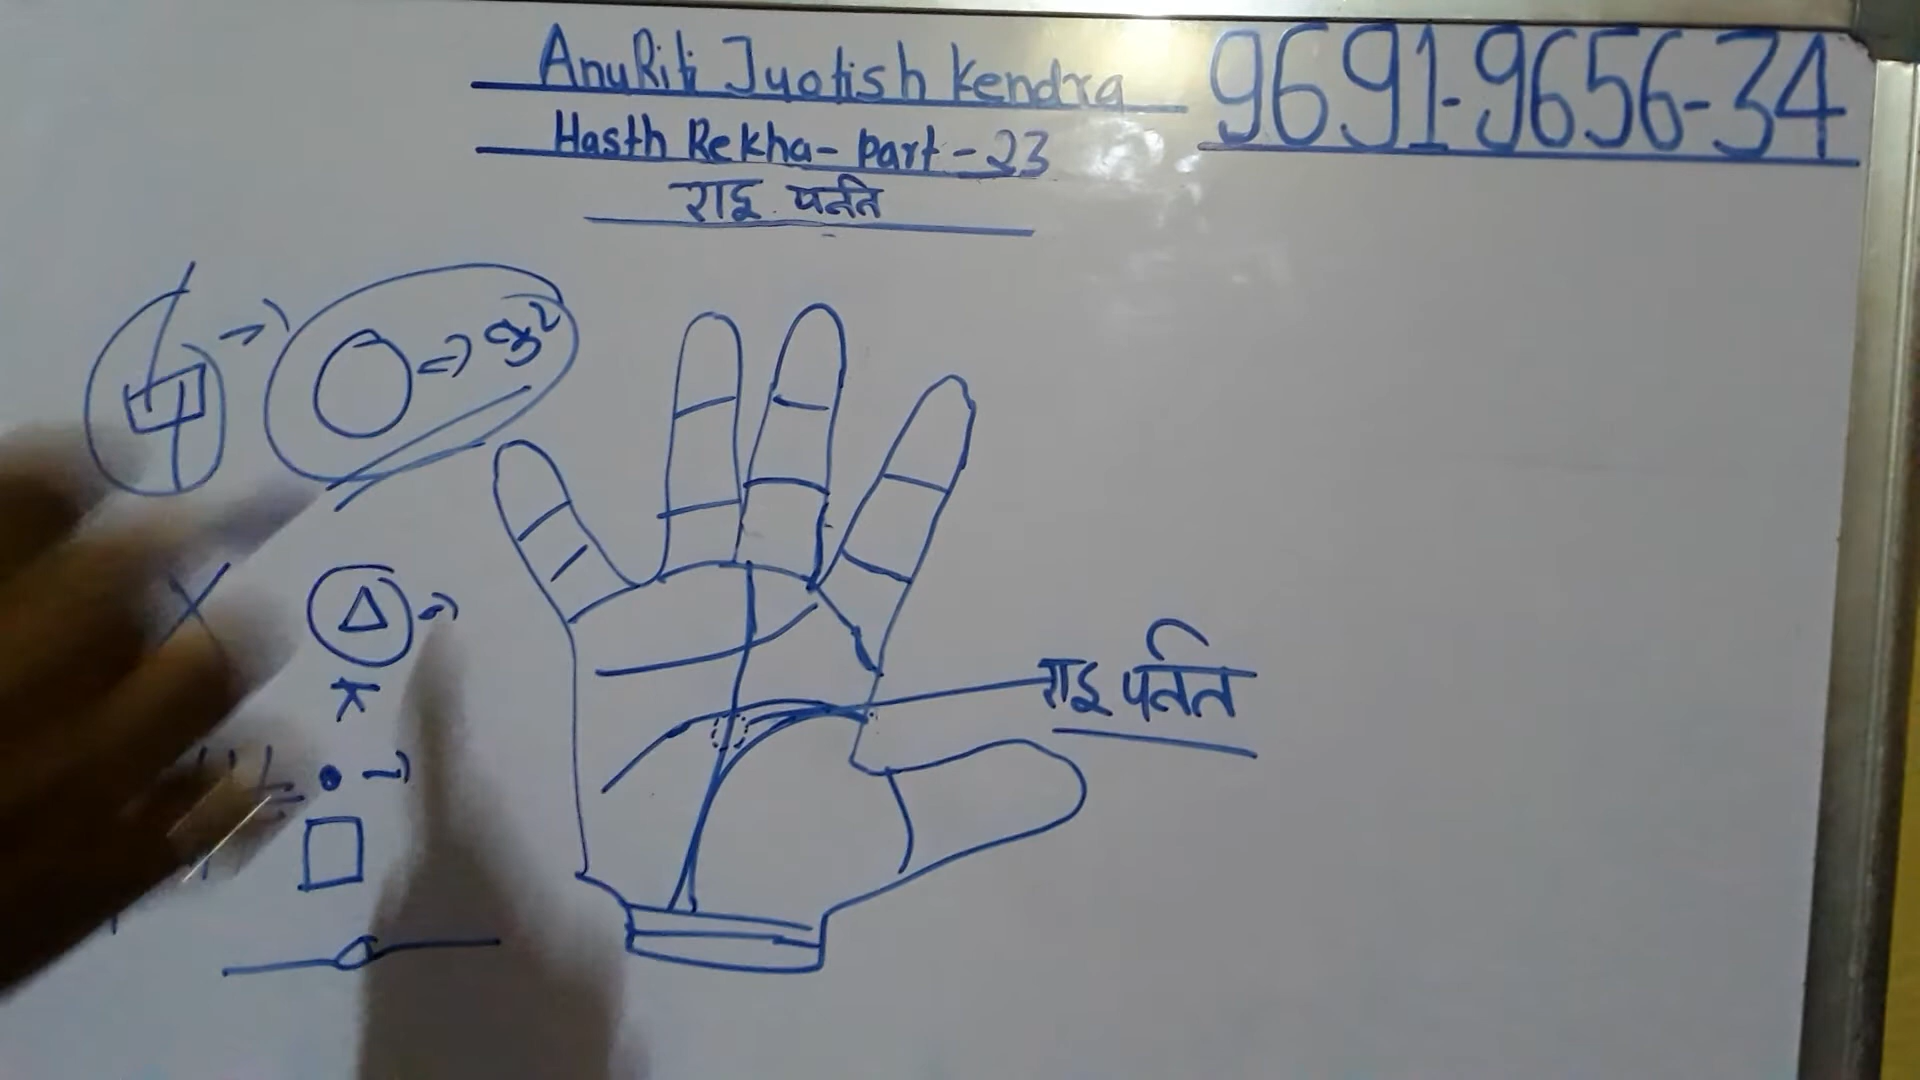 AnuRiti Jyotish Kendra 9691-9656-34
Hasth Rekha- Part-23
राहू पर्वत
राहू पर्वत